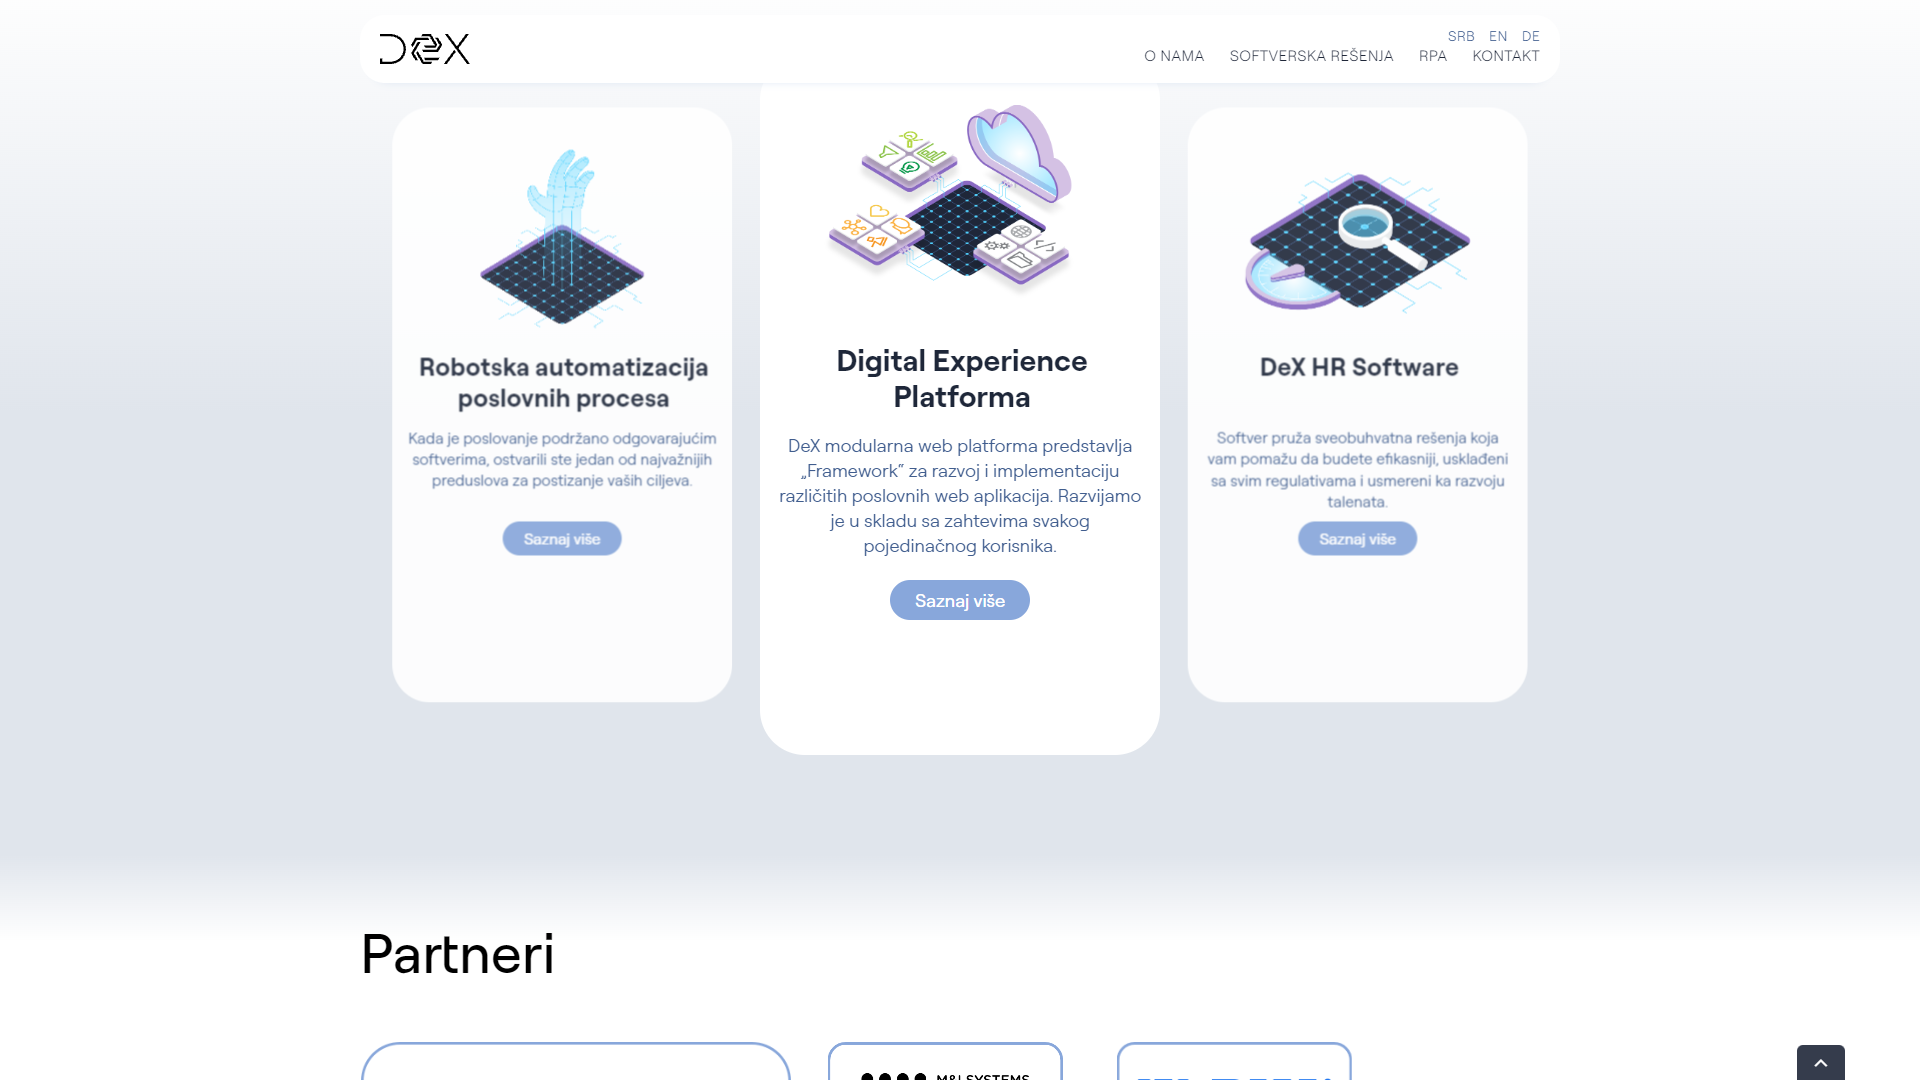 DeX
SRB EN DE
O NAMA SOFTVERSKA REŠENJA RPA KONTAKT
Robotska automatizacija
poslovnih procesa
Kada je poslovanje podržano odgovarajućim
softverima, ostvarili ste jedan od najvažnijih
preduslova za postizanje vaših ciljeva.
Saznaj više
Digital Experience
Platforma
DeX modularna web platforma predstavlja
„Framework” za razvoj i implementaciju
različitih poslovnih web aplikacija. Razvijamo
je u skladu sa zahtevima svakog
pojedinačnog korisnika.
Saznaj više
DeX HR Software
Softver pruža sveobuhvatna rešenja koja
vam pomažu da budete efikasniji, usklađeni
sa svim regulativama i usmereni ka razvoju
talenata.
Saznaj više
Partneri
M&I SYSTEMS